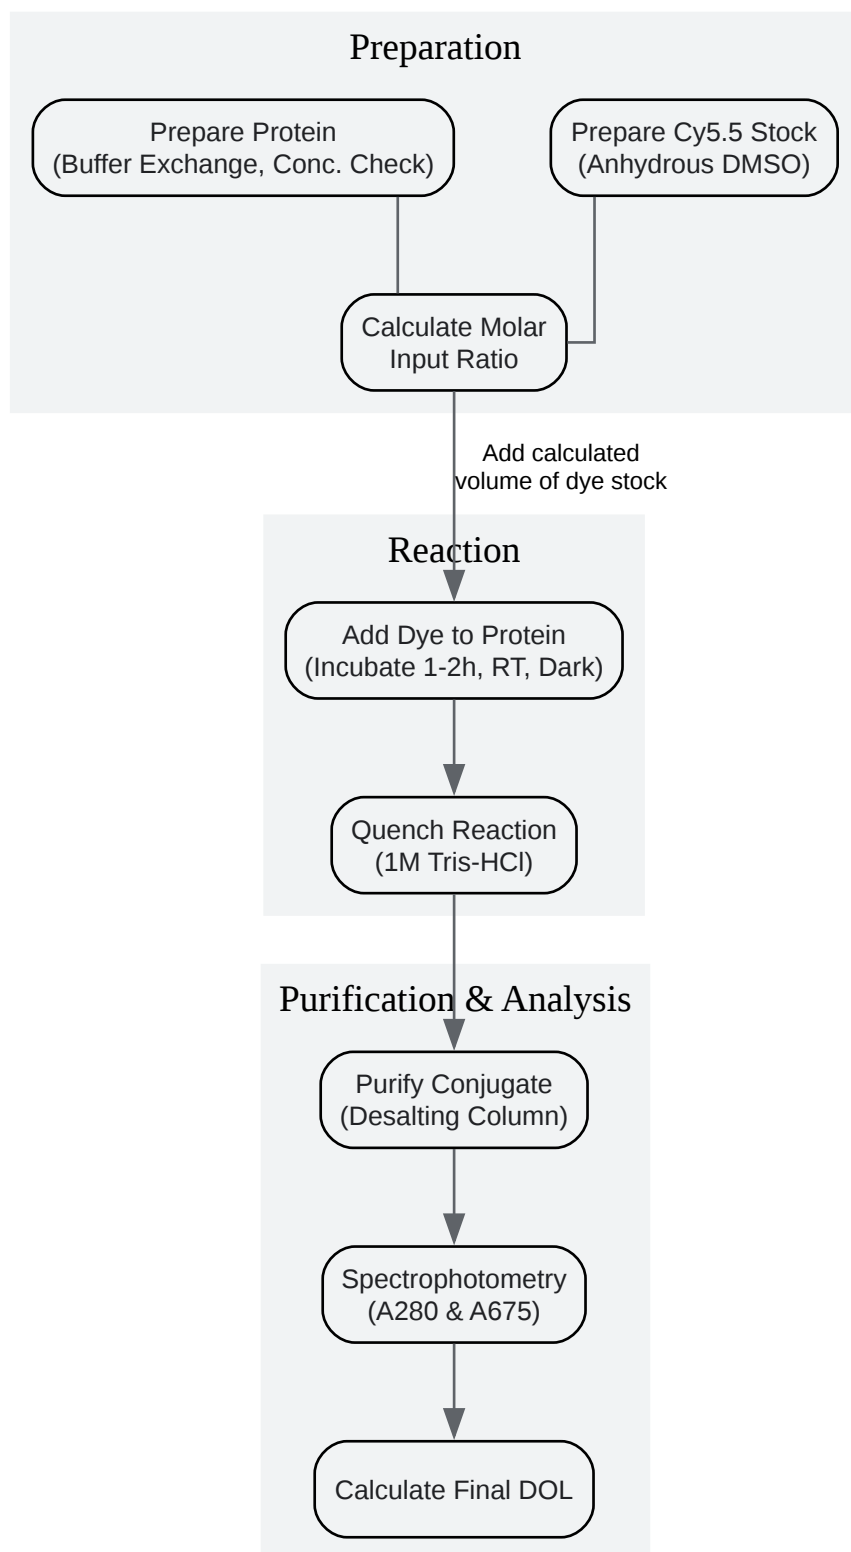 Preparation
Prepare Protein
(Buffer Exchange, Conc. Check)
Prepare Cy5.5 Stock
(Anhydrous DMSO)
Calculate Molar
Input Ratio
Add calculated
volume of dye stock
Reaction
Add Dye to Protein
(Incubate 1-2h, RT, Dark)
Quench Reaction
(1M Tris-HCl)
Purification & Analysis
Purify Conjugate
(Desalting Column)
Spectrophotometry
(A280 & A675)
Calculate Final DOL